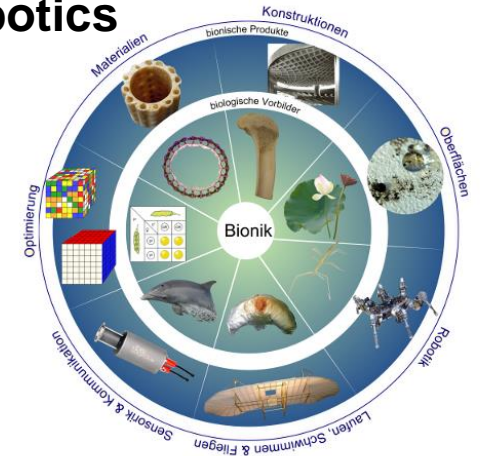 botics
Konstruktionen
bionische Produkte
Materialien
biologische Vorbilder
Oberflächen
Optimierung
Bionik
Robotik
Sensorik & Kommunikation
Laufen, Schwimmen & Fliegen